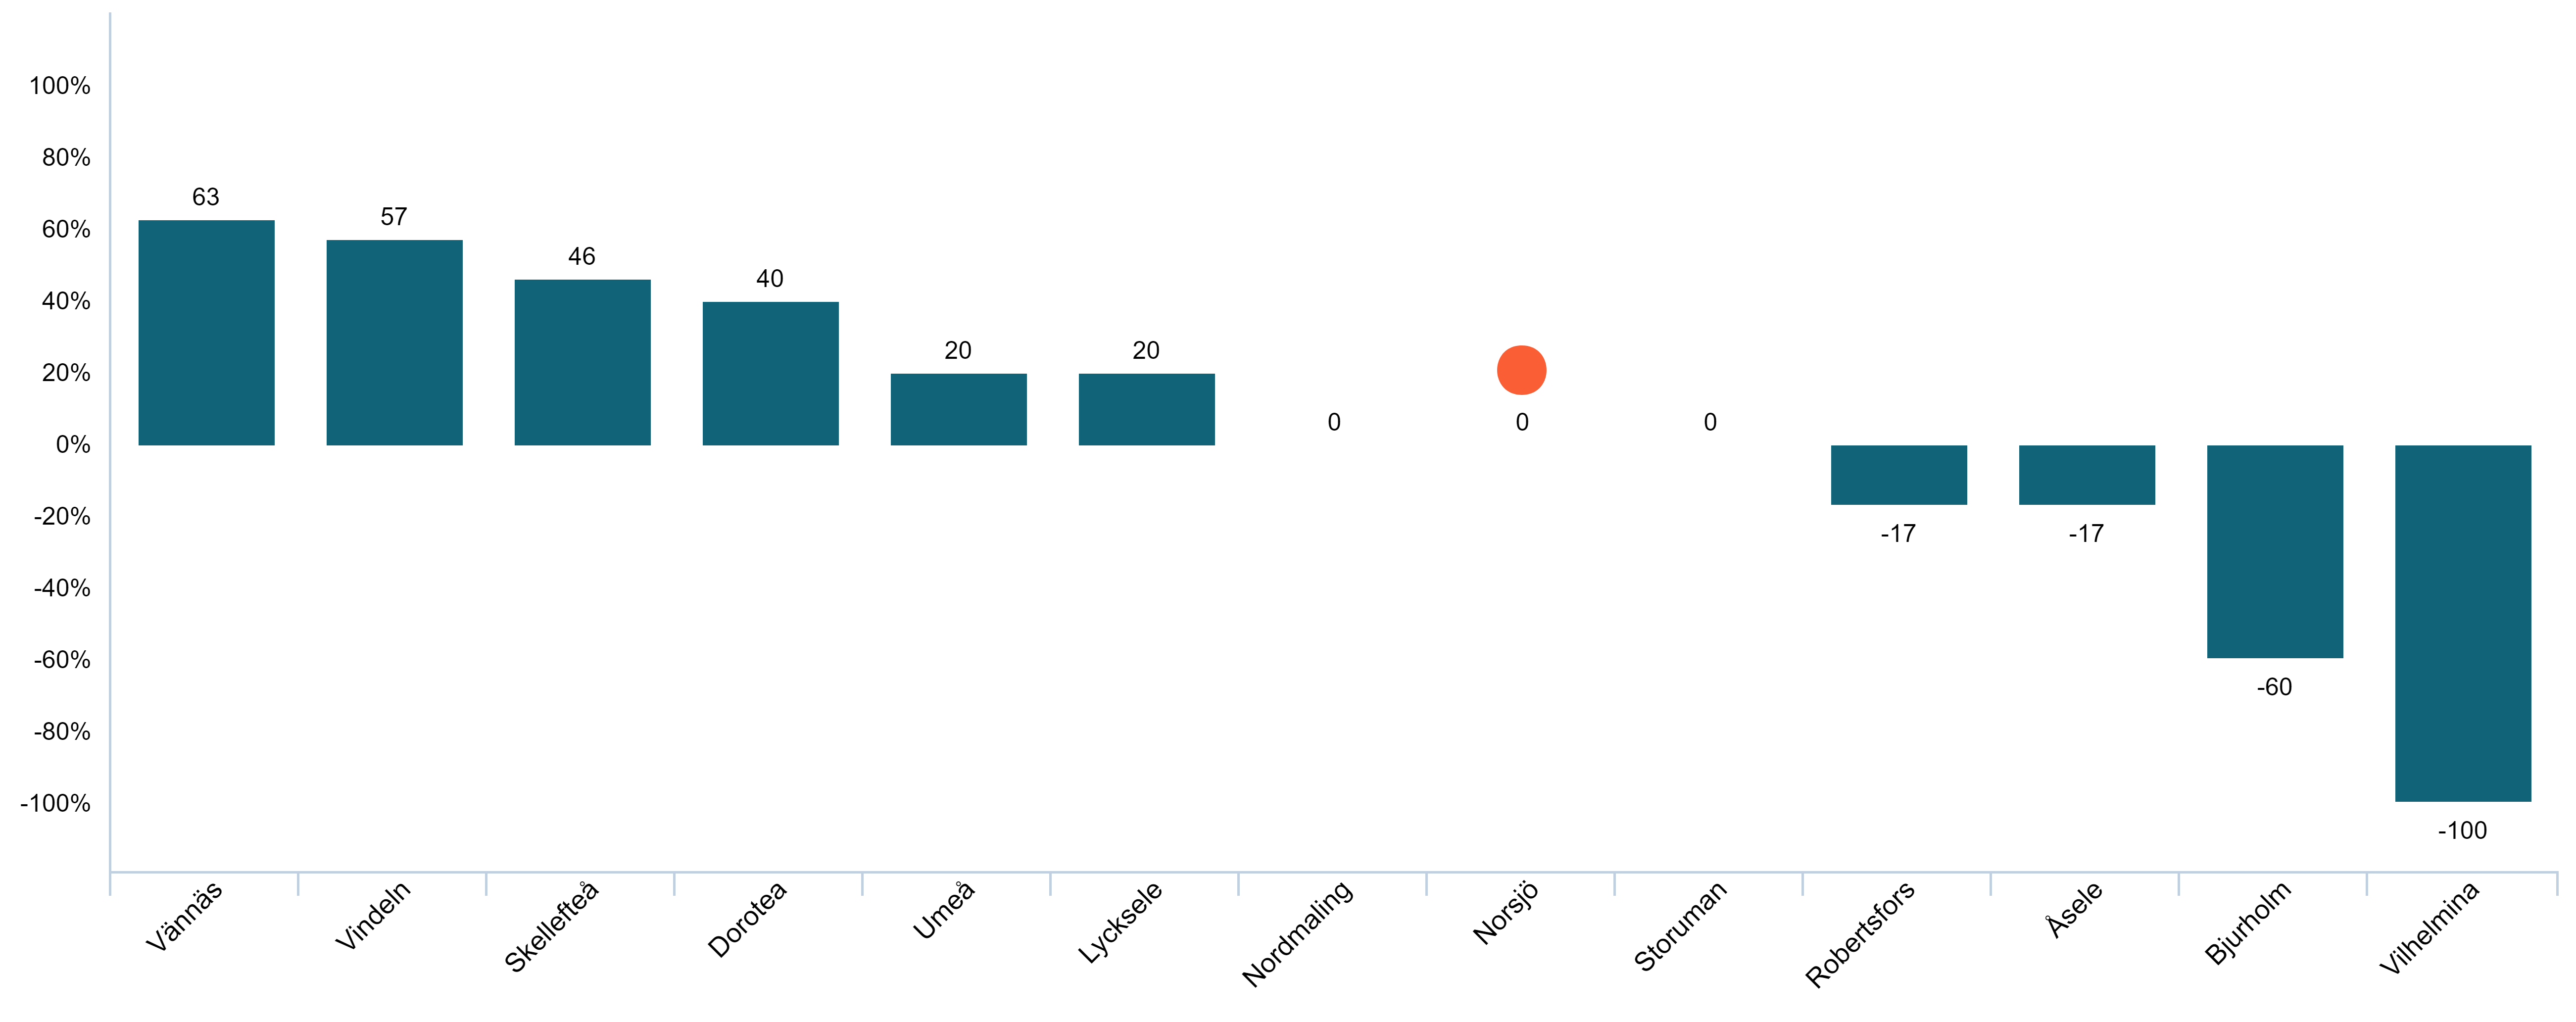 100%
80%
60%
40%
20%
0%
-20%
-40%
-60%
-80%
-100%
63
57
46
40
20
20
0
0
0
-17
-17
-60
-100
Vännäs
Vindeln
Skellefteå
Dorotea
Umeå
Lycksele
Nordmaling
Norsjö
Storuman
Robertsfors
Åsele
Bjurholm
Vilhelmina